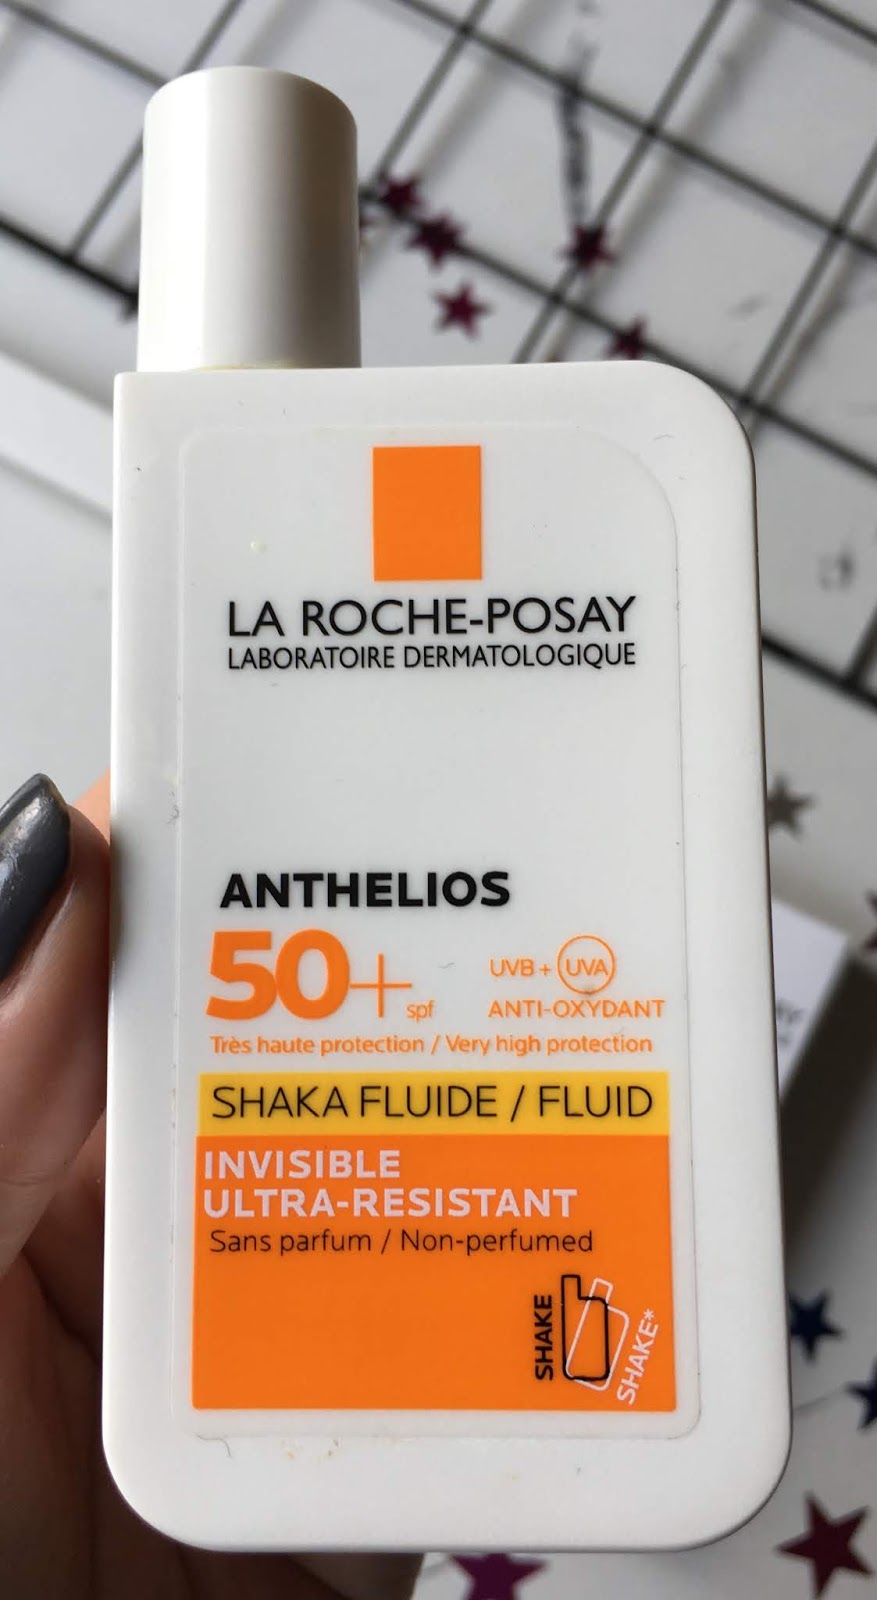 LA ROCHE-POSAY
LABORATOIRE DERMATOLOGIQUE
ANTHELIOS
50+ spf
UVB + UVA
ANTI-OXYDANT
Très haute protection / Very high protection
SHAKA FLUIDE / FLUID
INVISIBLE
ULTRA-RESISTANT
Sans parfum / Non-perfumed
SHAKE
SHAKE*